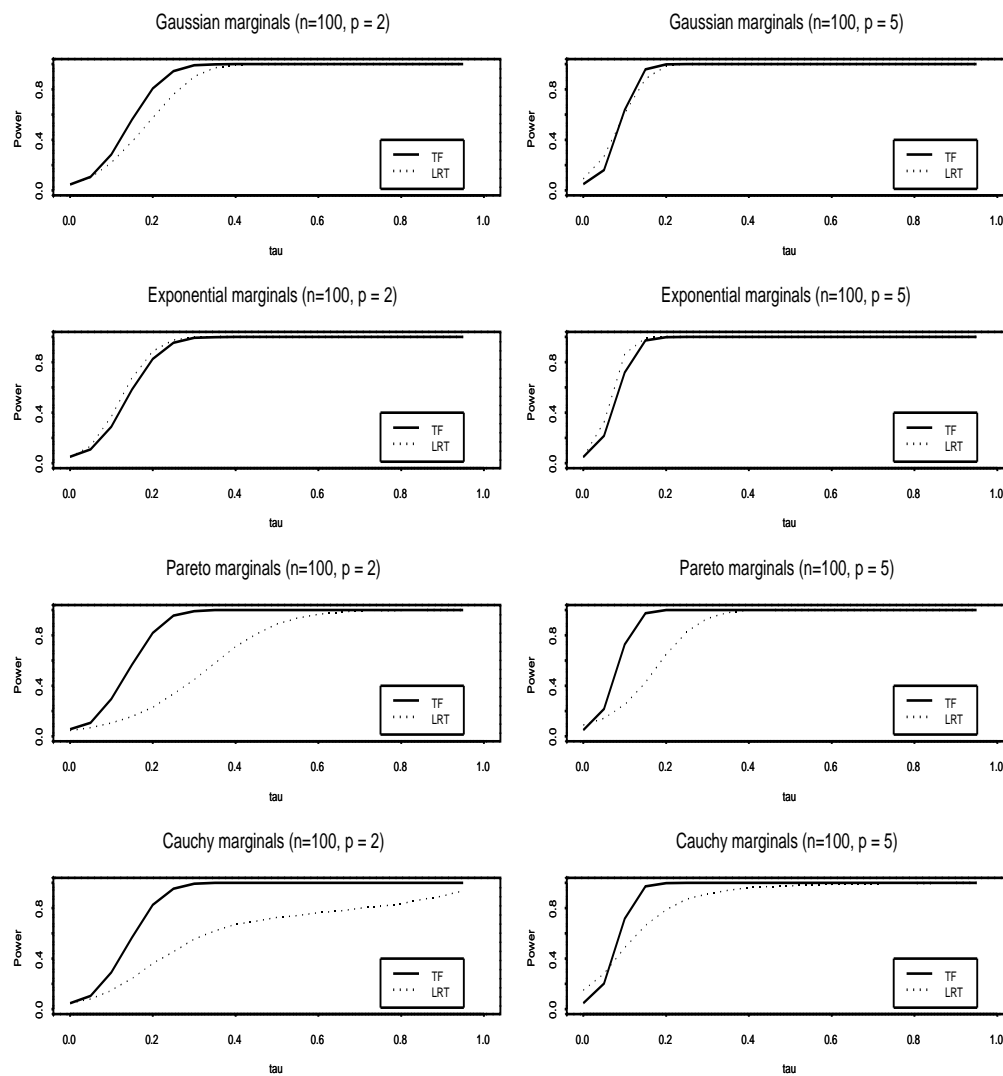 Gaussian marginals (n=100, p = 2)
Power
0.0 0.4 0.8
TF
LRT
0.0 0.2 0.4 0.6 0.8 1.0
tau
Gaussian marginals (n=100, p = 5)
Power
0.0 0.4 0.8
TF
LRT
0.0 0.2 0.4 0.6 0.8 1.0
tau
Exponential marginals (n=100, p = 2)
Power
0.0 0.4 0.8
TF
LRT
0.0 0.2 0.4 0.6 0.8 1.0
tau
Exponential marginals (n=100, p = 5)
Power
0.0 0.4 0.8
TF
LRT
0.0 0.2 0.4 0.6 0.8 1.0
tau
Pareto marginals (n=100, p = 2)
Power
0.0 0.4 0.8
TF
LRT
0.0 0.2 0.4 0.6 0.8 1.0
tau
Pareto marginals (n=100, p = 5)
Power
0.0 0.4 0.8
TF
LRT
0.0 0.2 0.4 0.6 0.8 1.0
tau
Cauchy marginals (n=100, p = 2)
Power
0.0 0.4 0.8
TF
LRT
0.0 0.2 0.4 0.6 0.8 1.0
tau
Cauchy marginals (n=100, p = 5)
Power
0.0 0.4 0.8
TF
LRT
0.0 0.2 0.4 0.6 0.8 1.0
tau